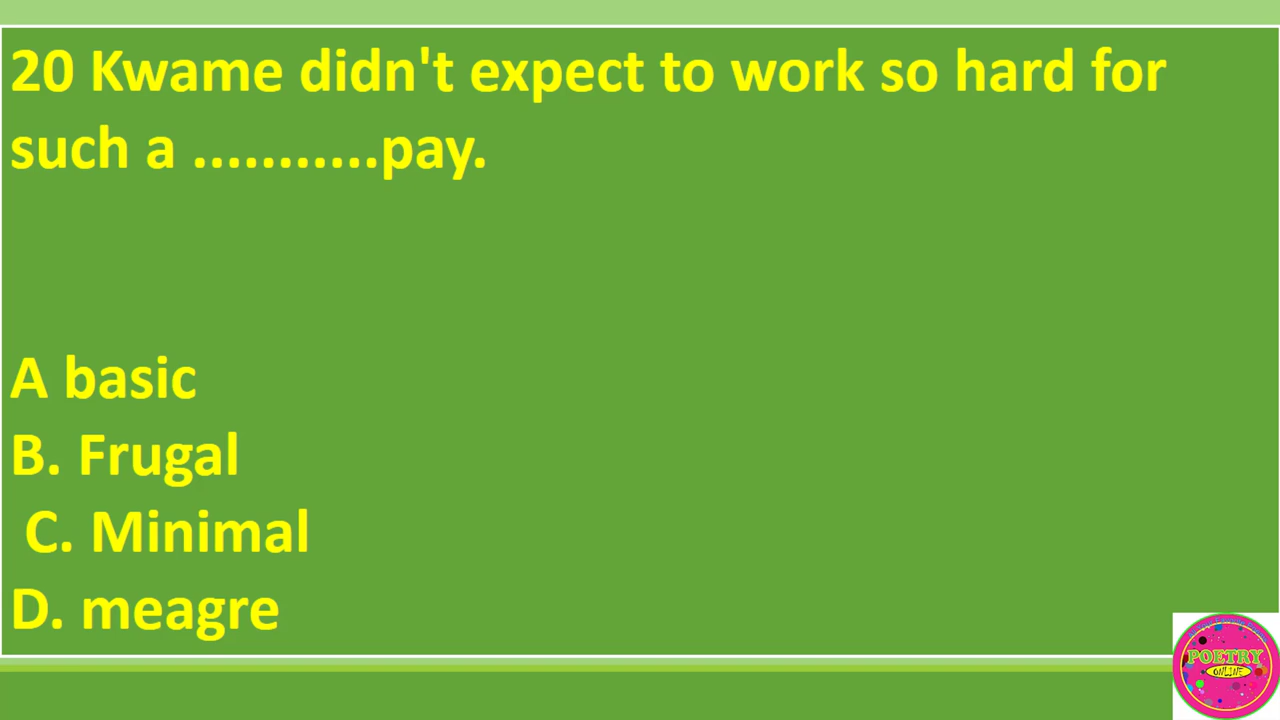 20 Kwame didn't expect to work so hard for
such a ...........pay.
A basic
B. Frugal
C. Minimal
D. meagre
POETRY
ONLINE